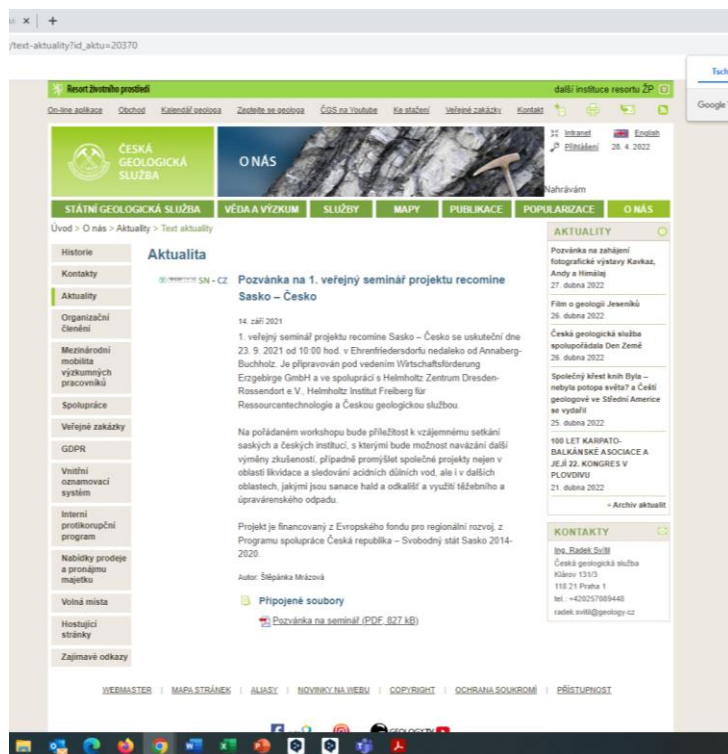 /text-aktuality?id_aktu=20370
Tsch
Google
Resort životního prostředí
další instituce resortu ŽP
On-line aplikace Obchod Kalendář geologa Zeptejte se geologa ČGS na Youtube Ke stažení Veřejné zakázky Kontakt
ČESKÁ
GEOLOGICKÁ
SLUŽBA
O NÁS
Intranet English
Přihlášení 28. 4. 2022
Nahrávám
STÁTNÍ GEOLOGICKÁ SLUŽBA VĚDA A VÝZKUM SLUŽBY MAPY PUBLIKACE POPULARIZACE O NÁS
Úvod > O nás > Aktuality > Text aktuality
Historie
Kontakty
Aktuality
Organizační
členění
Mezinárodní
mobilita
výzkumných
pracovníků
Spolupráce
Veřejné zakázky
GDPR
Vnitřní
oznamovací
systém
Interní
protikorupční
program
Nabídky prodeje
a pronájmu
majetku
Volná místa
Hostující
stránky
Zajímavé odkazy
Aktualita
SN - CZ
Pozvánka na 1. veřejný seminář projektu recomine
Sasko – Česko
14. září 2021
1. veřejný seminář projektu recomine Sasko – Česko se uskuteční dne
23. 9. 2021 od 10:00 hod. v Ehrenfriedersdorfu nedaleko od Annaberg-
Buchholz. Je připravován pod vedením Wirtschaftsförderung
Erzgebirge GmbH a ve spolupráci s Helmholtz Zentrum Dresden-
Rossendort e.V., Helmholtz Institut Freiberg für
Ressourcentechnologie a Českou geologickou službou.
Na pořádaném workshopu bude příležitost k vzájemnému setkání
saských a českých institucí, s kterými bude možnost navázání další
výměny zkušeností, případně promýšlet společné projekty nejen v
oblasti likvidace a sledování acidních důlních vod, ale i v dalších
oblastech, jakými jsou sanace hald a odkališť a využití těžebního a
úpravárenského odpadu.
Projekt je financovaný z Evropského fondu pro regionální rozvoj, z
Programu spolupráce Česká republika – Svobodný stát Sasko 2014-
2020.
Autor: Štěpánka Mrázová
Připojené soubory
Pozvánka na seminář (PDF, 827 kB)
AKTUALITY
Pozvánka na zahájení
fotografické výstavy Kavkaz,
Andy a Himálaj
27. dubna 2022
Film o geologii Jeseníků
26. dubna 2022
Česká geologická služba
spolupořádala Den Země
26. dubna 2022
Společný křest knih Byla –
nebyla potopa světa? a Čeští
geologové ve Střední Americe
se vydařil
25. dubna 2022
100 LET KARPATO-
BALKÁNSKÉ ASOCIACE A
JEJÍ 22. KONGRES V
PLOVDIVU
21. dubna 2022
» Archiv aktualit
KONTAKTY
Ing. Radek Svítil
Česká geologická služba
Klárov 131/3
118 21 Praha 1
tel.: +420257089448
radek.svitil@geology.cz
WEBMASTER | MAPA STRÁNEK | ALIASY | NOVINKY NA WEBU | COPYRIGHT | OCHRANA SOUKROMÍ | PŘÍSTUPNOST
GEOLOGY.TV